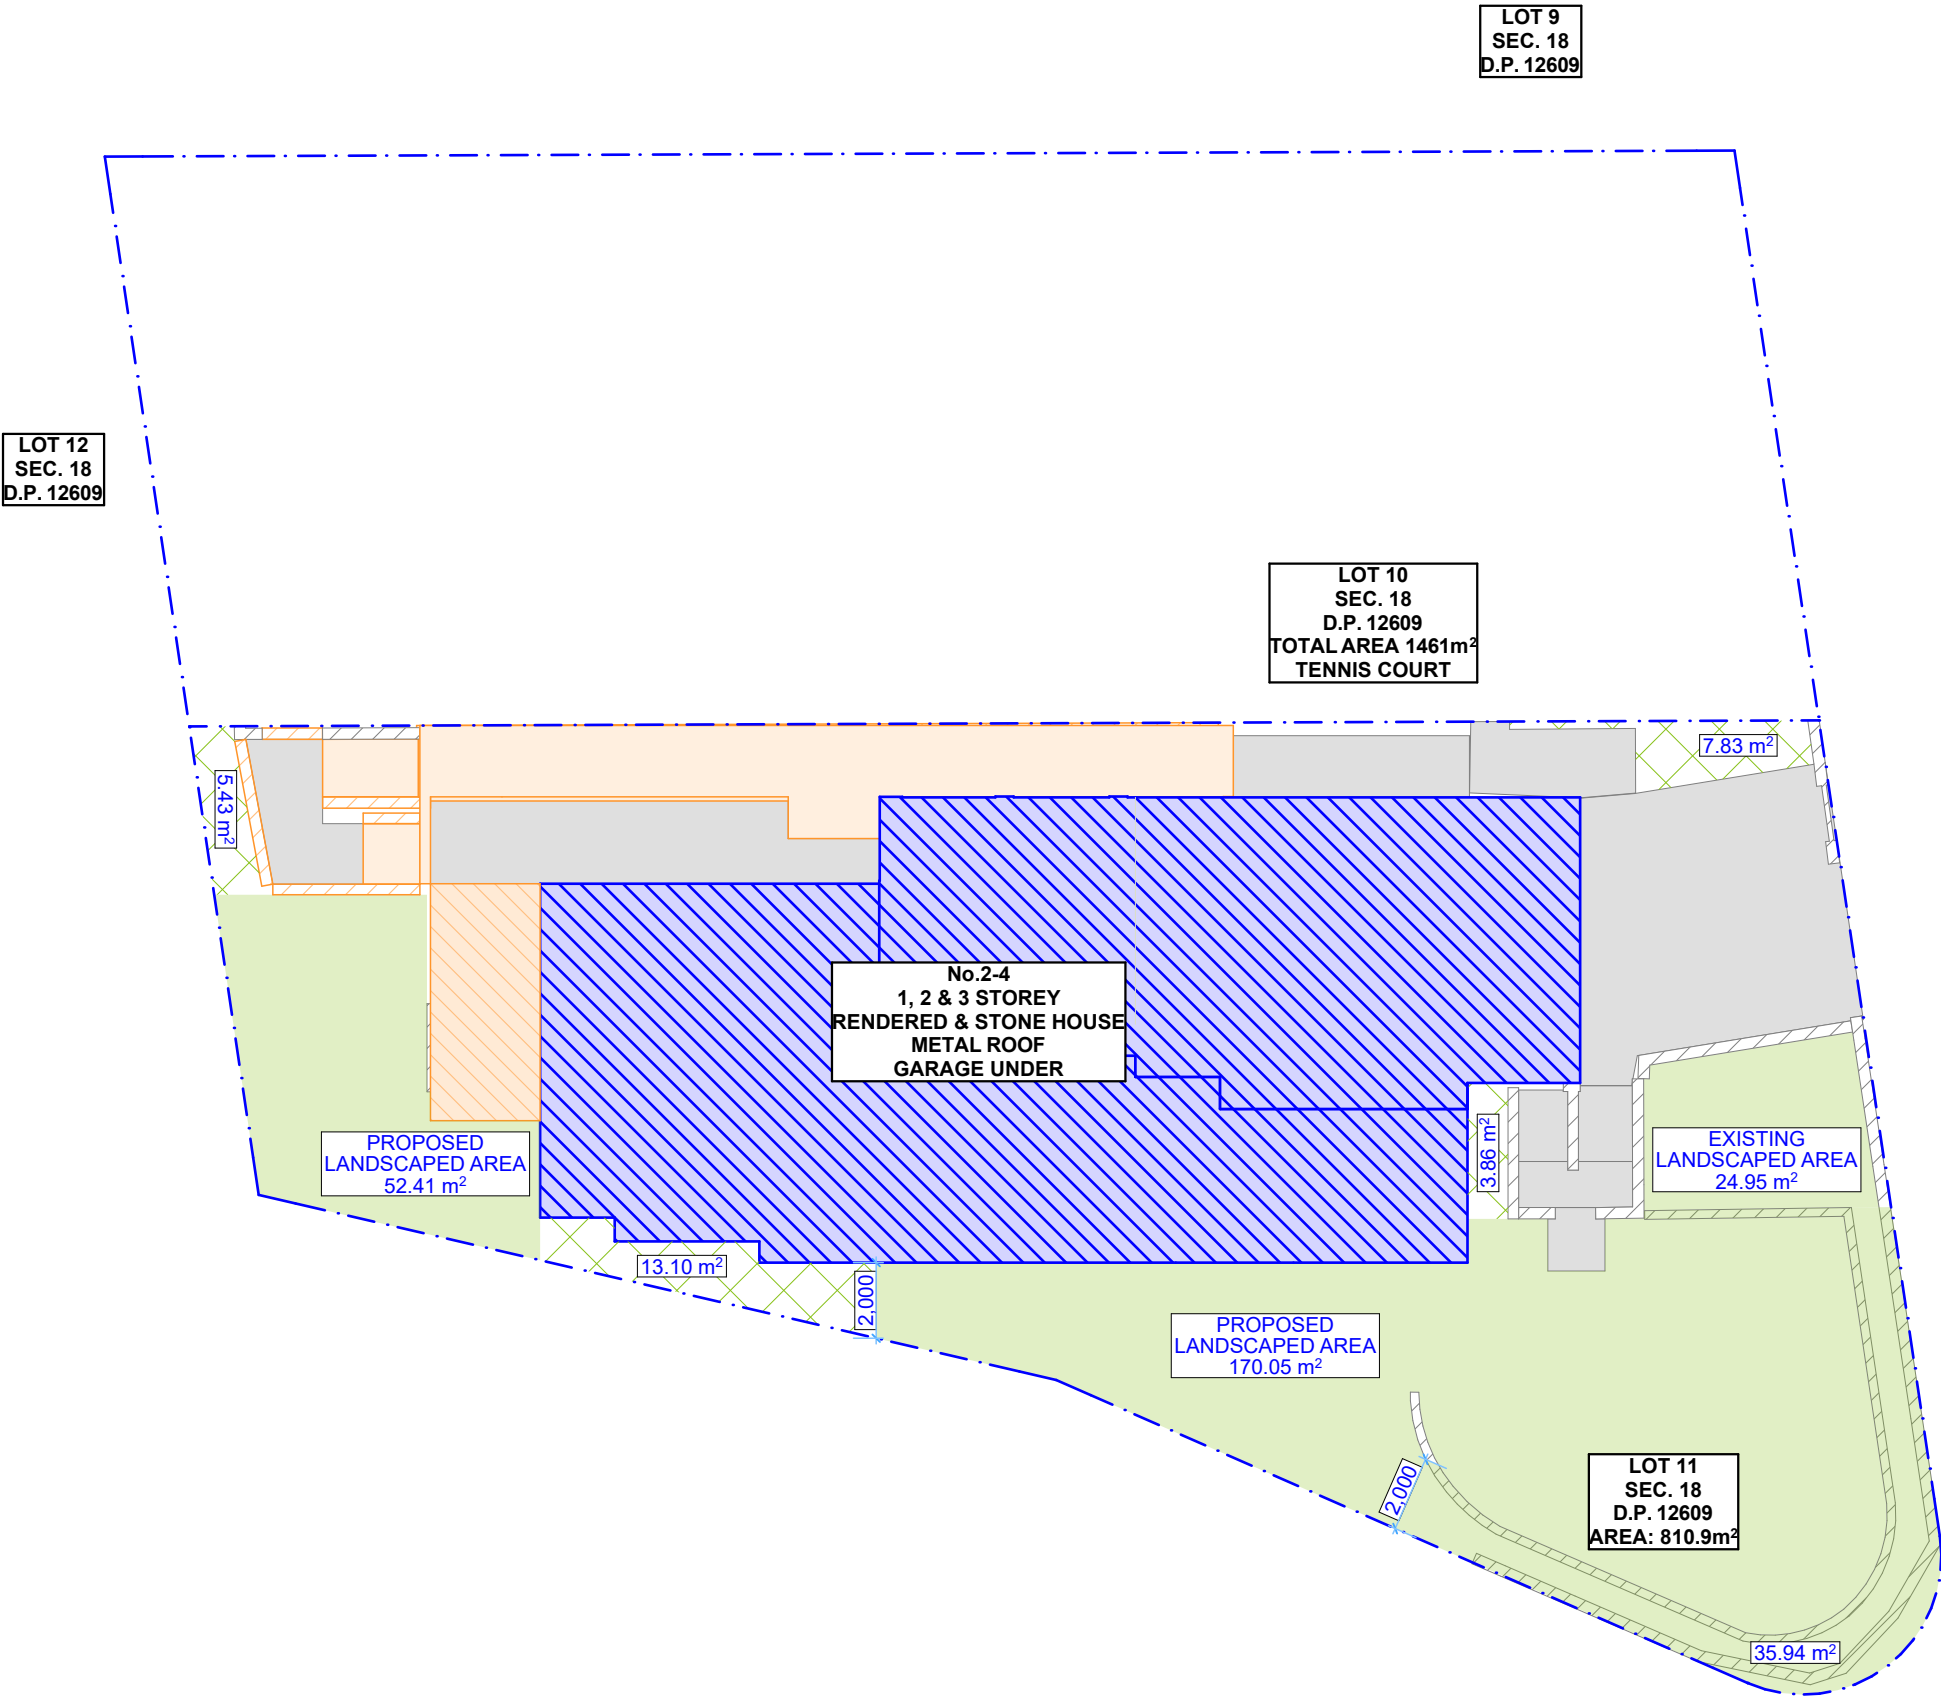 LOT 9
SEC. 18
D.P. 12609
LOT 12
SEC. 18
D.P. 12609
LOT 10
SEC. 18
D.P. 12609
TOTAL AREA 1461m²
TENNIS COURT
7.83 m²
5.43 m²
No.2-4
1, 2 & 3 STOREY
RENDERED & STONE HOUSE
METAL ROOF
GARAGE UNDER
PROPOSED
LANDSCAPED AREA
52.41 m²
3.86 m²
EXISTING
LANDSCAPED AREA
24.95 m²
13.10 m²
2,000
PROPOSED
LANDSCAPED AREA
170.05 m²
2,000
LOT 11
SEC. 18
D.P. 12609
AREA: 810.9m²
35.94 m²